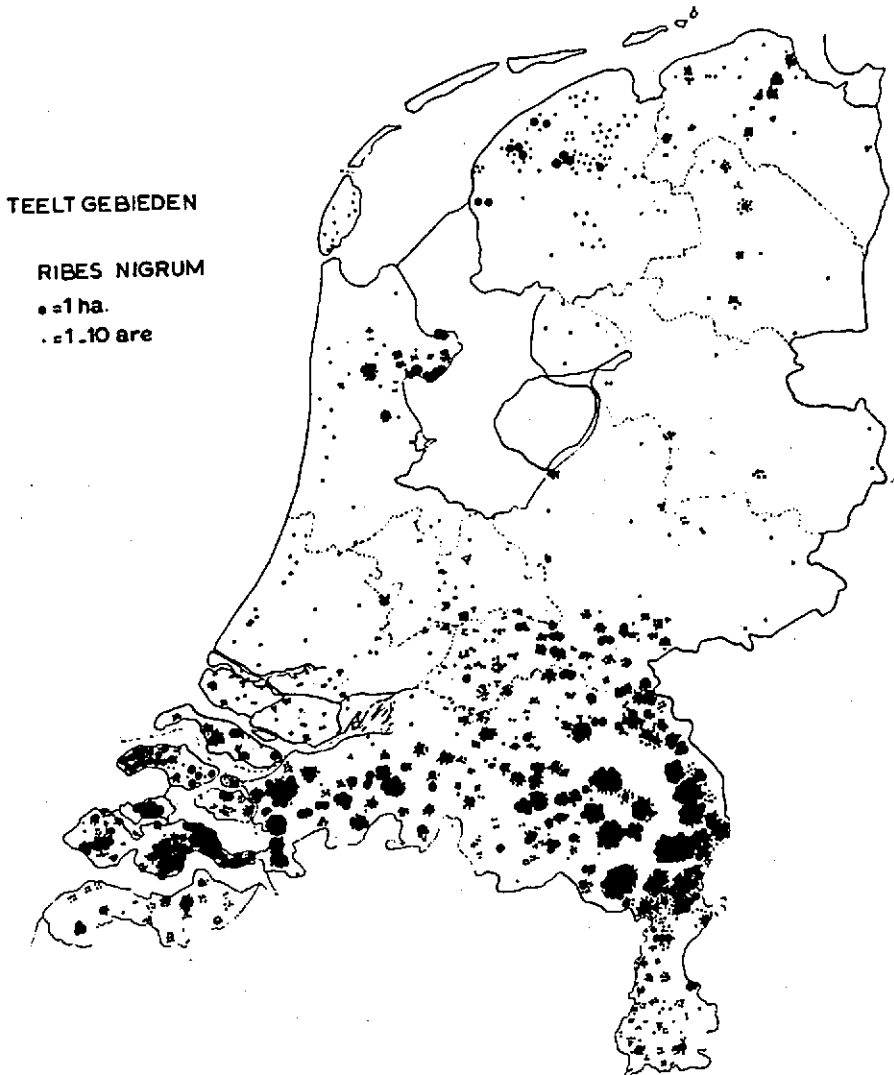 TEELT GEBIEDEN
RIBES NIGRUM
• =1 ha.
· =1-10 are